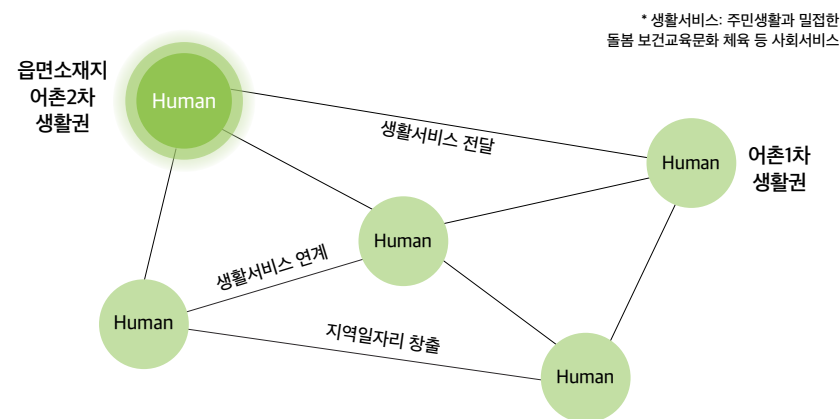 * 생활서비스: 주민생활과 밀접한
돌봄 보건교육문화 체육 등 사회서비스
읍면소재지
어촌2차
생활권
Human
생활서비스 전달
Human
어촌1차
생활권
Human
생활서비스 연계
Human
지역일자리 창출
Human